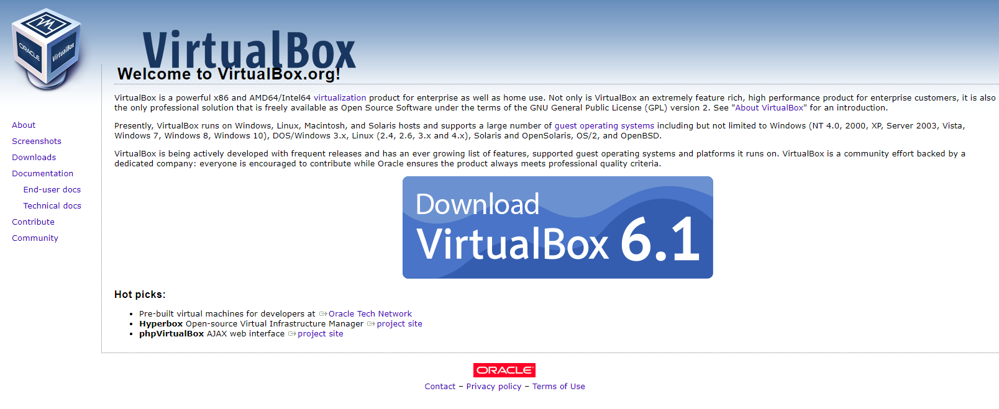 ORACLE
VirtualBox
VirtualBox
Welcome to VirtualBox.org!
About
Screenshots
Downloads
Documentation
End-user docs
Technical docs
Contribute
Community
VirtualBox is a powerful x86 and AMD64/Intel64 virtualization product for enterprise as well as home use. Not only is VirtualBox an extremely feature rich, high performance product for enterprise customers, it is also
the only professional solution that is freely available as Open Source Software under the terms of the GNU General Public License (GPL) version 2. See "About VirtualBox" for an introduction.
Presently, VirtualBox runs on Windows, Linux, Macintosh, and Solaris hosts and supports a large number of guest operating systems including but not limited to Windows (NT 4.0, 2000, XP, Server 2003, Vista,
Windows 7, Windows 8, Windows 10), DOS/Windows 3.x, Linux (2.4, 2.6, 3.x and 4.x), Solaris and OpenSolaris, OS/2, and OpenBSD.
VirtualBox is being actively developed with frequent releases and has an ever growing list of features, supported guest operating systems and platforms it runs on. VirtualBox is a community effort backed by a
dedicated company: everyone is encouraged to contribute while Oracle ensures the product always meets professional quality criteria.
Download
VirtualBox 6.1
Hot picks:
Pre-built virtual machines for developers at Oracle Tech Network
Hyperbox Open-source Virtual Infrastructure Manager project site
phpVirtualBox AJAX web interface project site
ORACLE
Contact – Privacy policy – Terms of Use